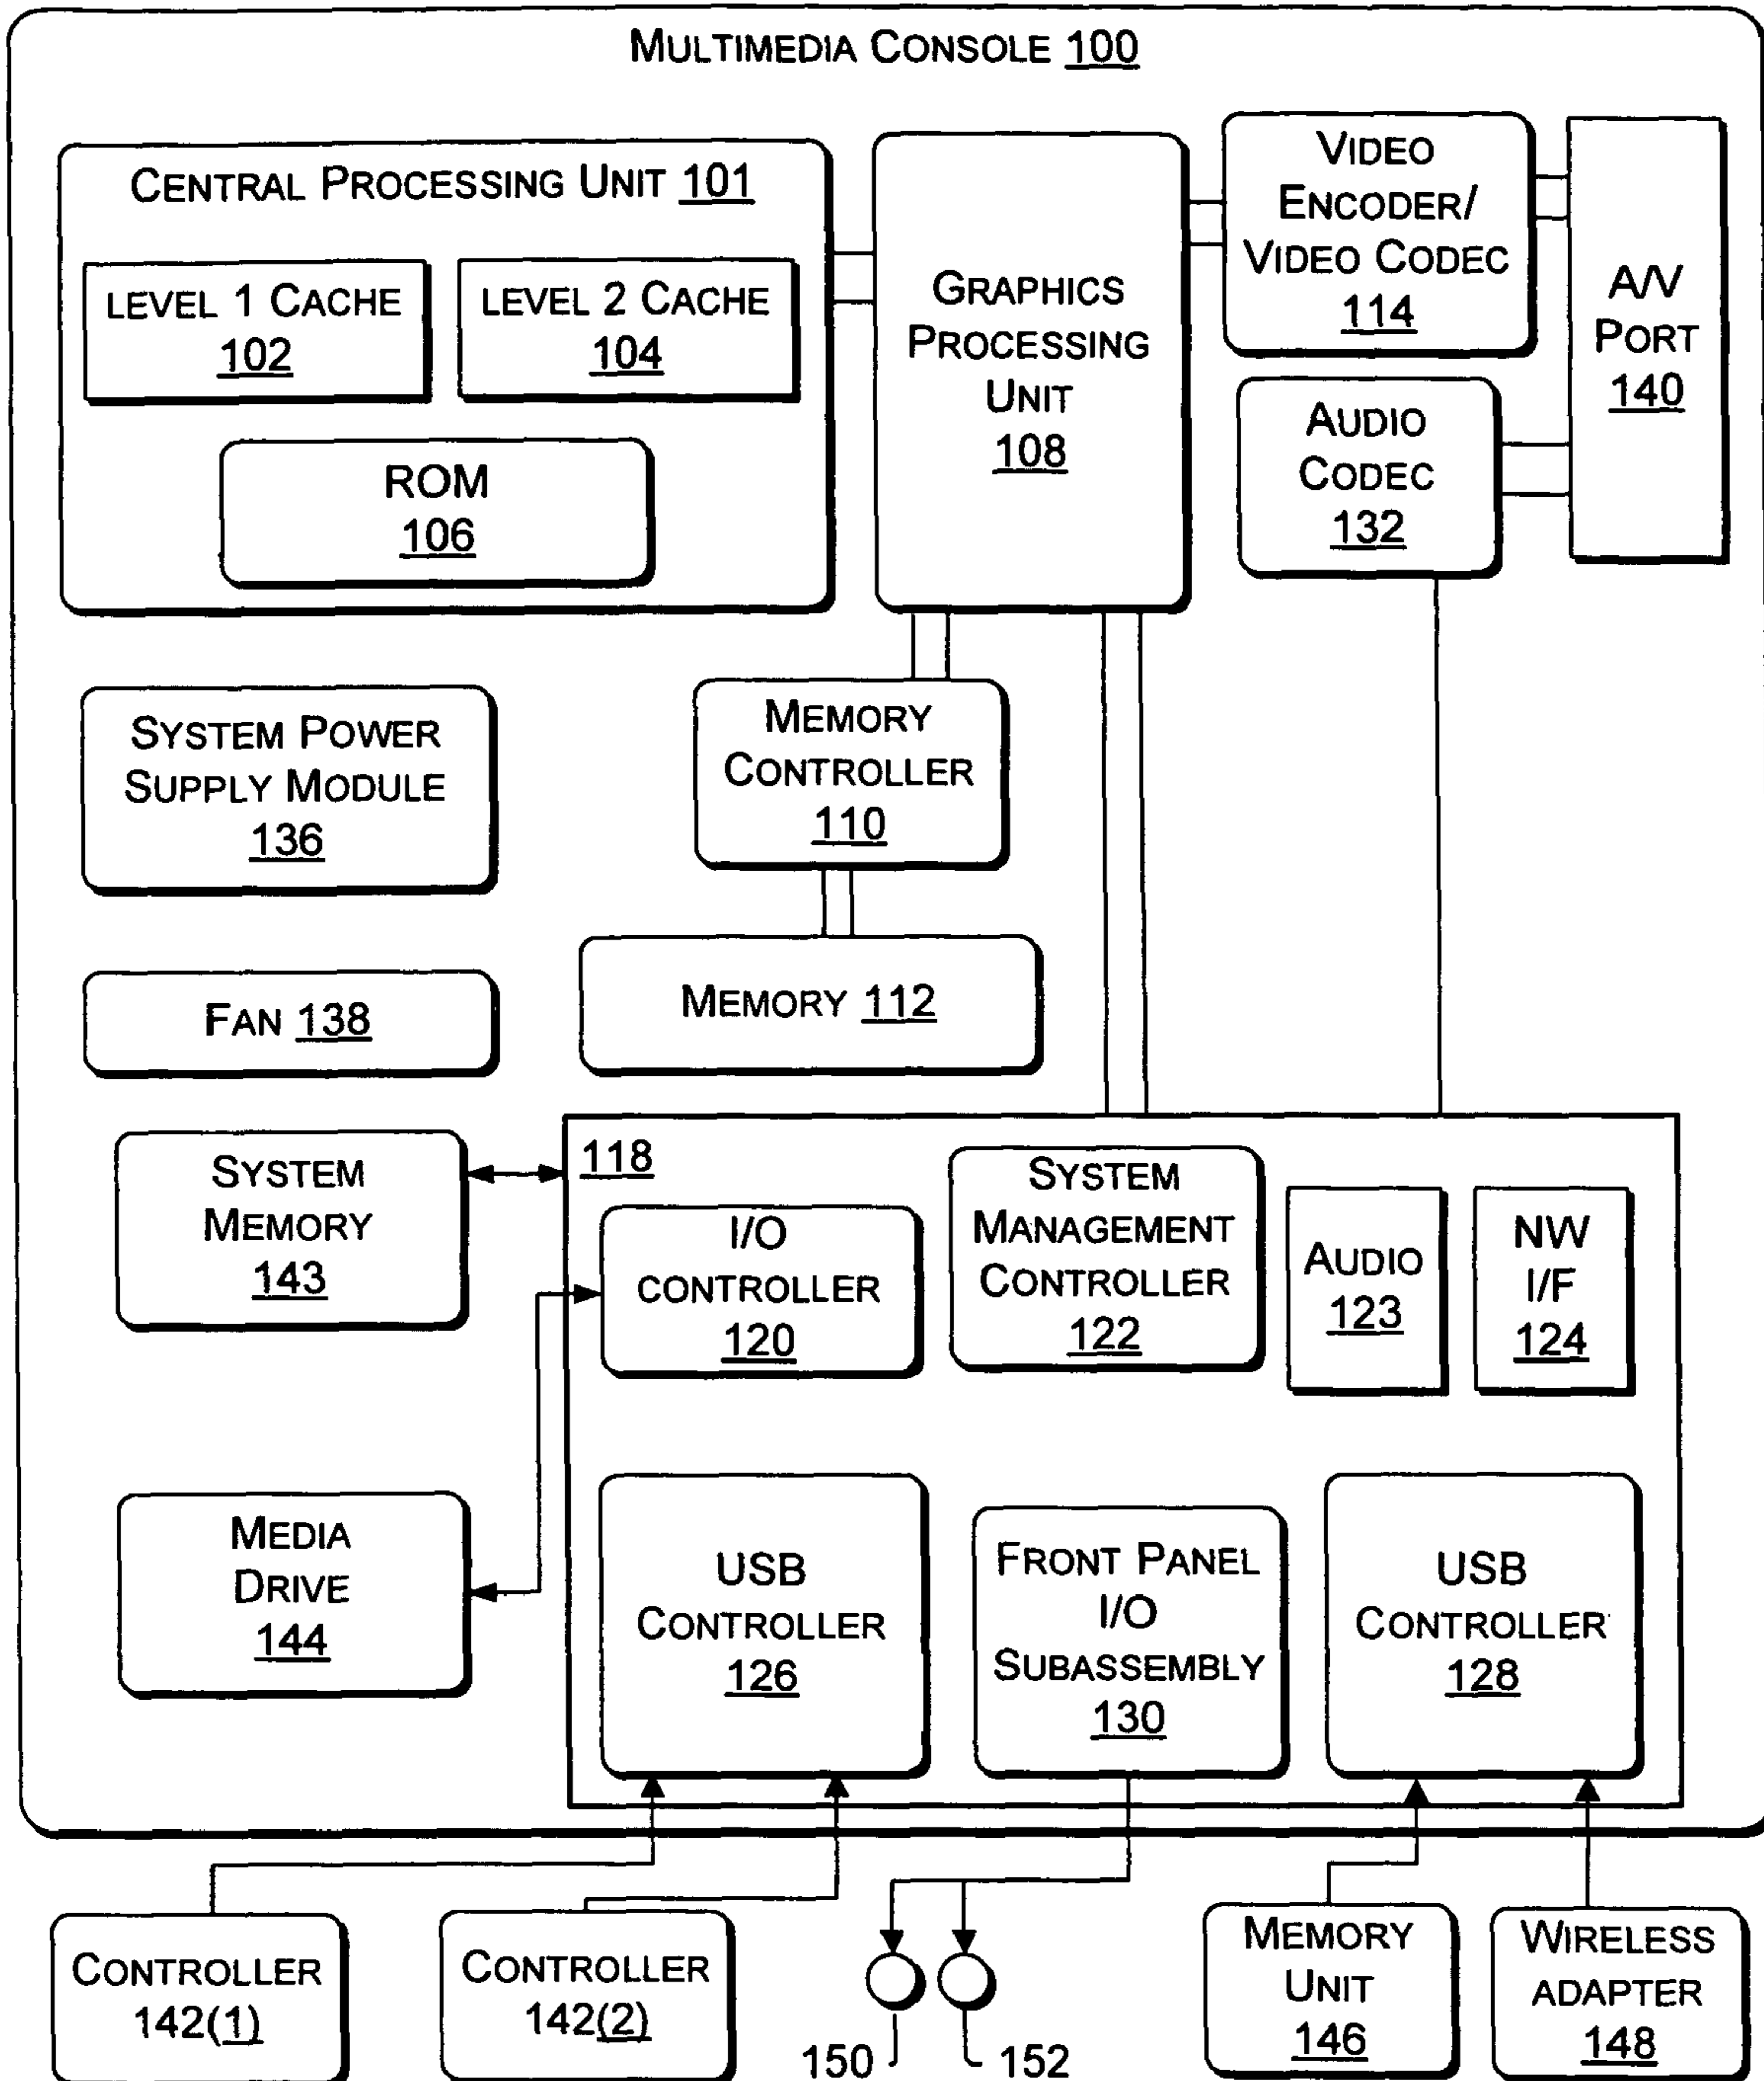 MULTIMEDIA CONSOLE 100
CENTRAL PROCESSING UNIT 101
LEVEL 1 CACHE
102
LEVEL 2 CACHE
104
ROM
106
GRAPHICS
PROCESSING
UNIT
108
VIDEO
ENCODER/
VIDEO CODEC
114
A/V
PORT
140
AUDIO
CODEC
132
SYSTEM POWER
SUPPLY MODULE
136
MEMORY
CONTROLLER
110
FAN 138
MEMORY 112
SYSTEM
MEMORY
143
118
I/O
CONTROLLER
120
SYSTEM
MANAGEMENT
CONTROLLER
122
AUDIO
123
NW
I/F
124
MEDIA
DRIVE
144
USB
CONTROLLER
126
FRONT PANEL
I/O
SUBASSEMBLY
130
USB
CONTROLLER
128
CONTROLLER
142(1)
CONTROLLER
142(2)
150
152
MEMORY
UNIT
146
WIRELESS
ADAPTER
148